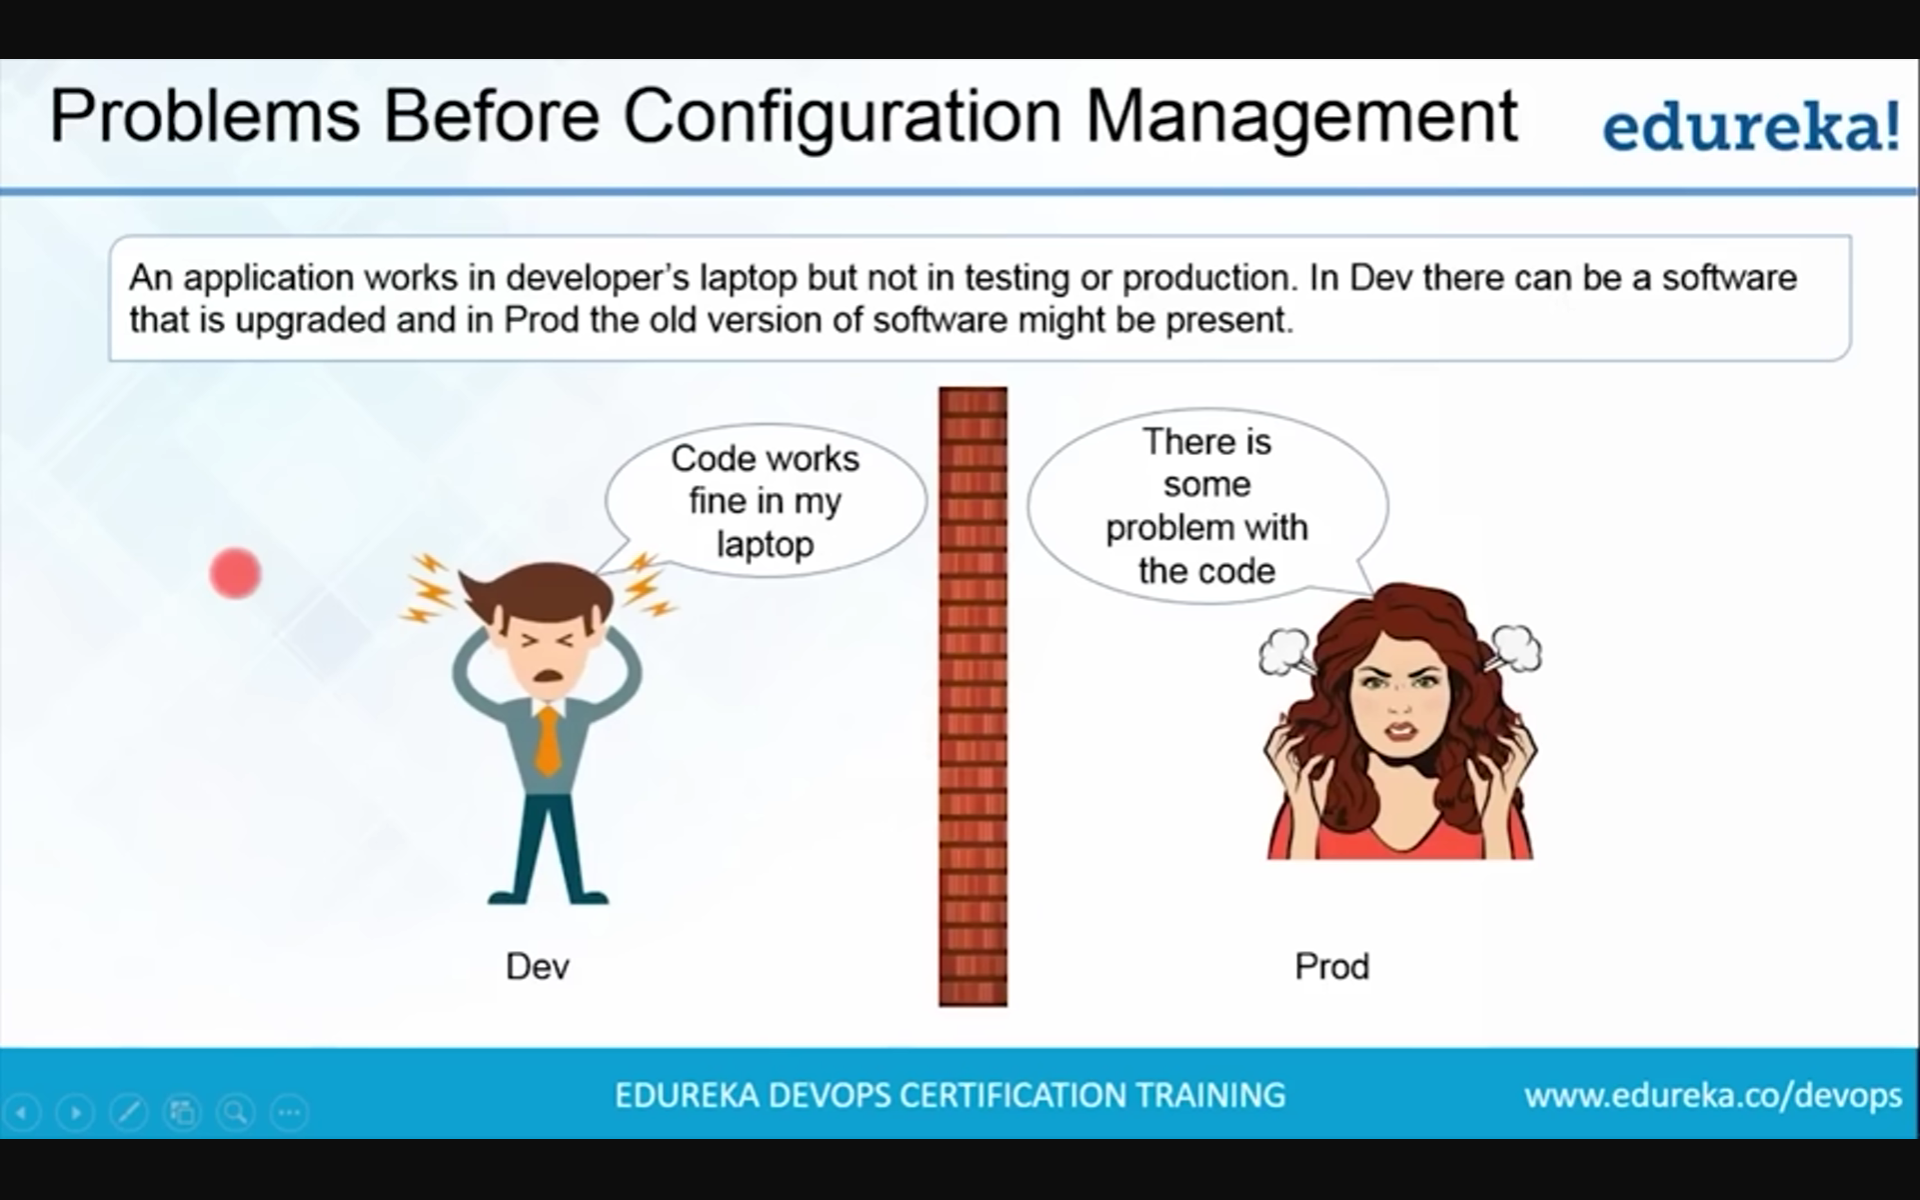 Problems Before Configuration Management
edureka!
An application works in developer's laptop but not in testing or production. In Dev there can be a software
that is upgraded and in Prod the old version of software might be present.
Code works
fine in my
laptop
There is
some
problem with
the code
Dev
Prod
EDUREKA DEVOPS CERTIFICATION TRAINING
www.edureka.co/devops